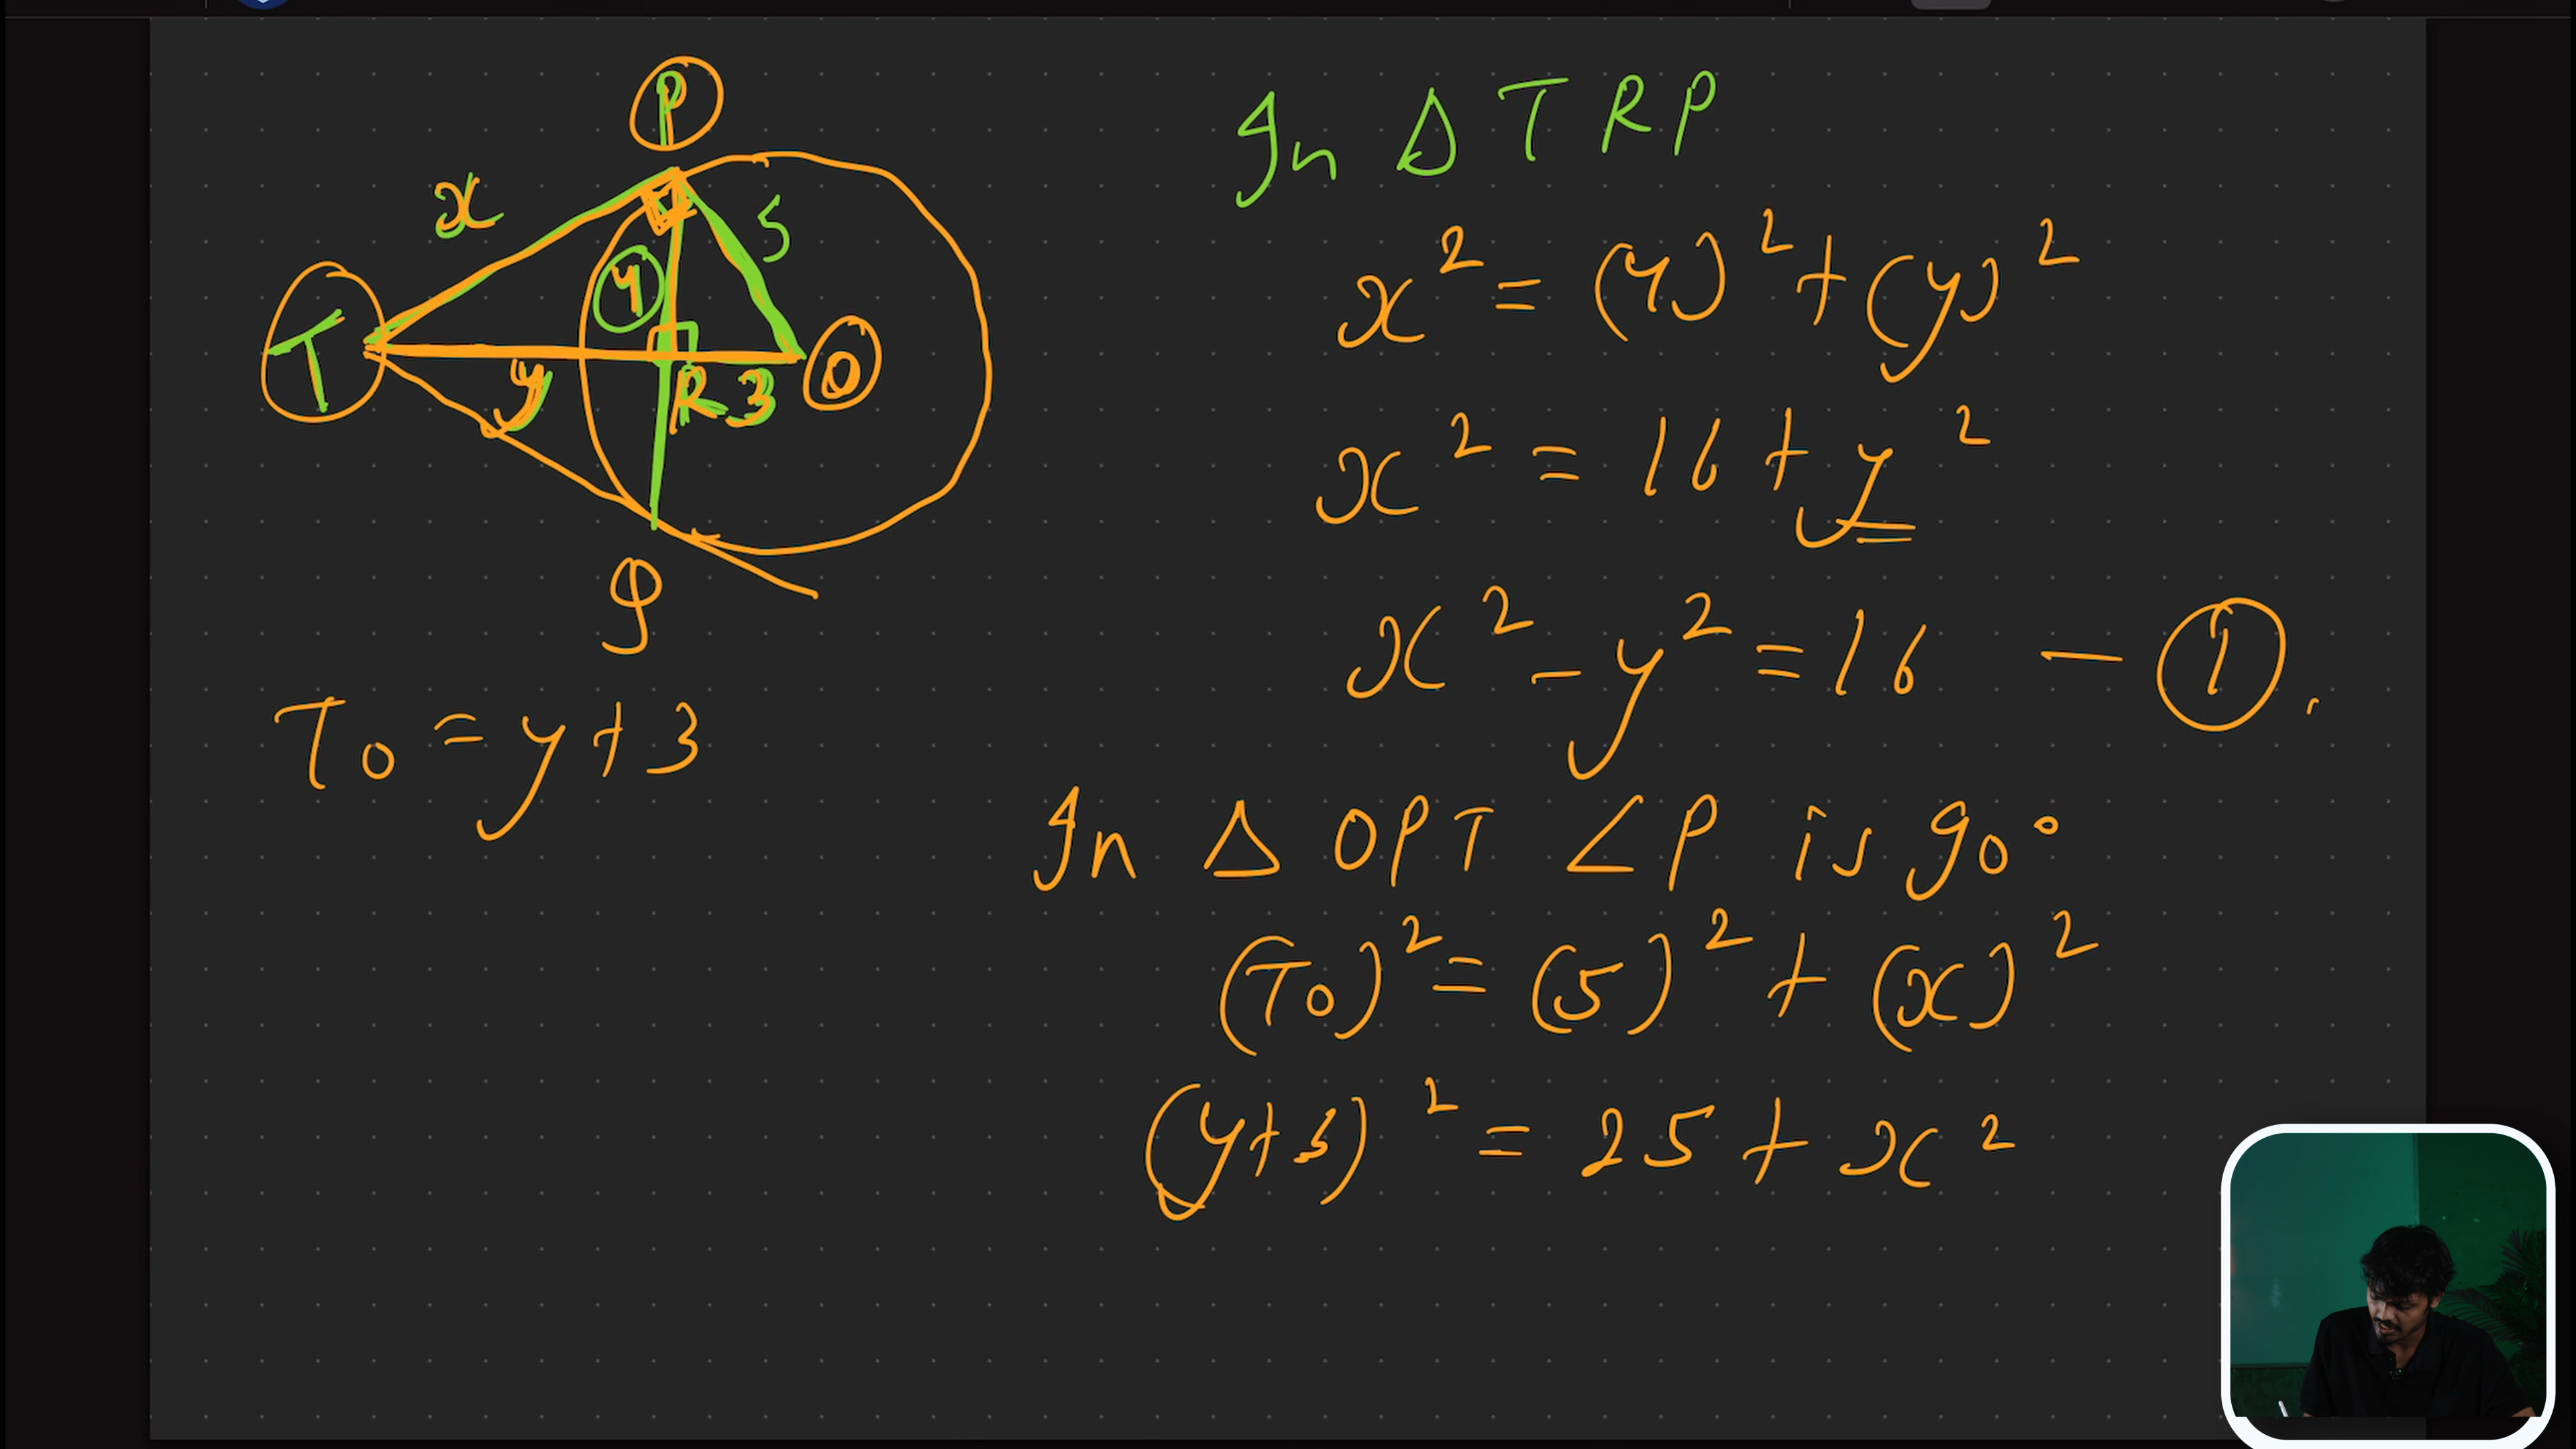 P
x
5
4
T
R 3
O
y
Q
TO = y + 3
In Δ TRP
x² = (4)² + (y)²
x² = 16 + y²
x² - y² = 16 — ①.
In Δ OPT ∠P is 90°
(TO)² = (5)² + (x)²
(y+3)² = 25 + x²